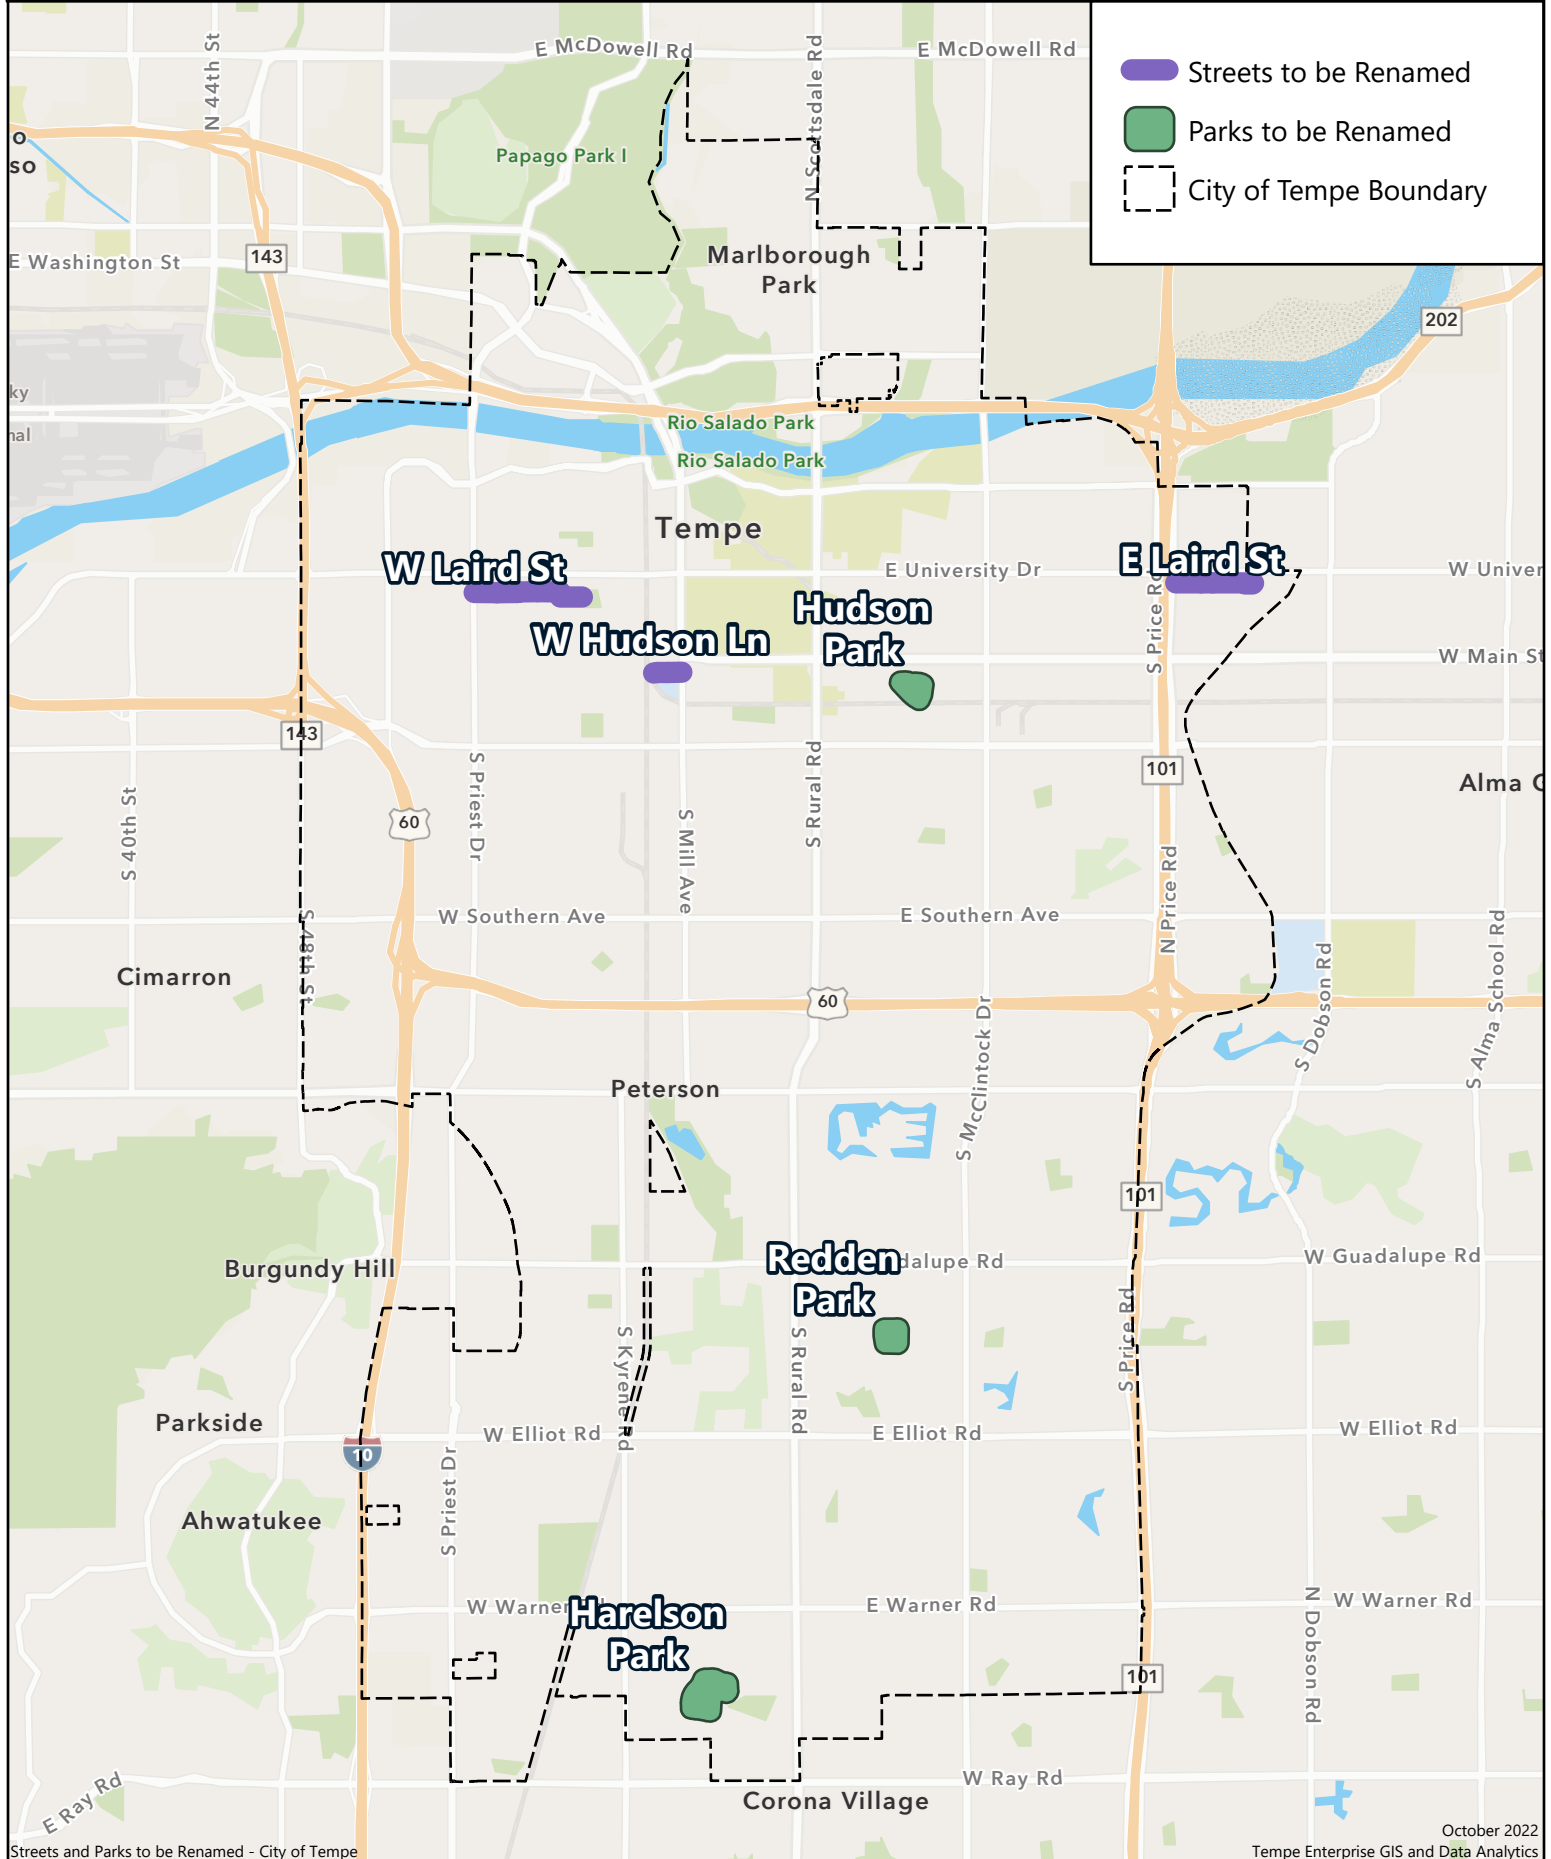 E McDowell Rd
E McDowell Rd
N 44th St
N Scottsdale Rd
Streets to be Renamed
Parks to be Renamed
City of Tempe Boundary
o
so
Papago Park I
E Washington St
143
Marlborough
Park
202
ky
nal
Rio Salado Park
Rio Salado Park
Tempe
W Laird St
E University Dr
E Laird St
W Univer
Hudson
Park
W Hudson Ln
S Price Rd
W Main St
143
101
Alma G
60
S 40th St
S Priest Dr
S Mill Ave
S Rural Rd
N Price Rd
W Southern Ave
E Southern Ave
S 48th St
Cimarron
60
S McClintock Dr
S Dobson Rd
S Alma School Rd
Peterson
101
Burgundy Hill
Redden
Park
dalupe Rd
W Guadalupe Rd
S Kyrene Rd
S Rural Rd
S Price Rd
Parkside
W Elliot Rd
E Elliot Rd
W Elliot Rd
10
S Priest Dr
Ahwatukee
W Warner
Harelson
Park
E Warner Rd
W Warner Rd
N Dobson Rd
101
E Ray Rd
W Ray Rd
Corona Village
October 2022
Streets and Parks to be Renamed - City of Tempe
Tempe Enterprise GIS and Data Analytics